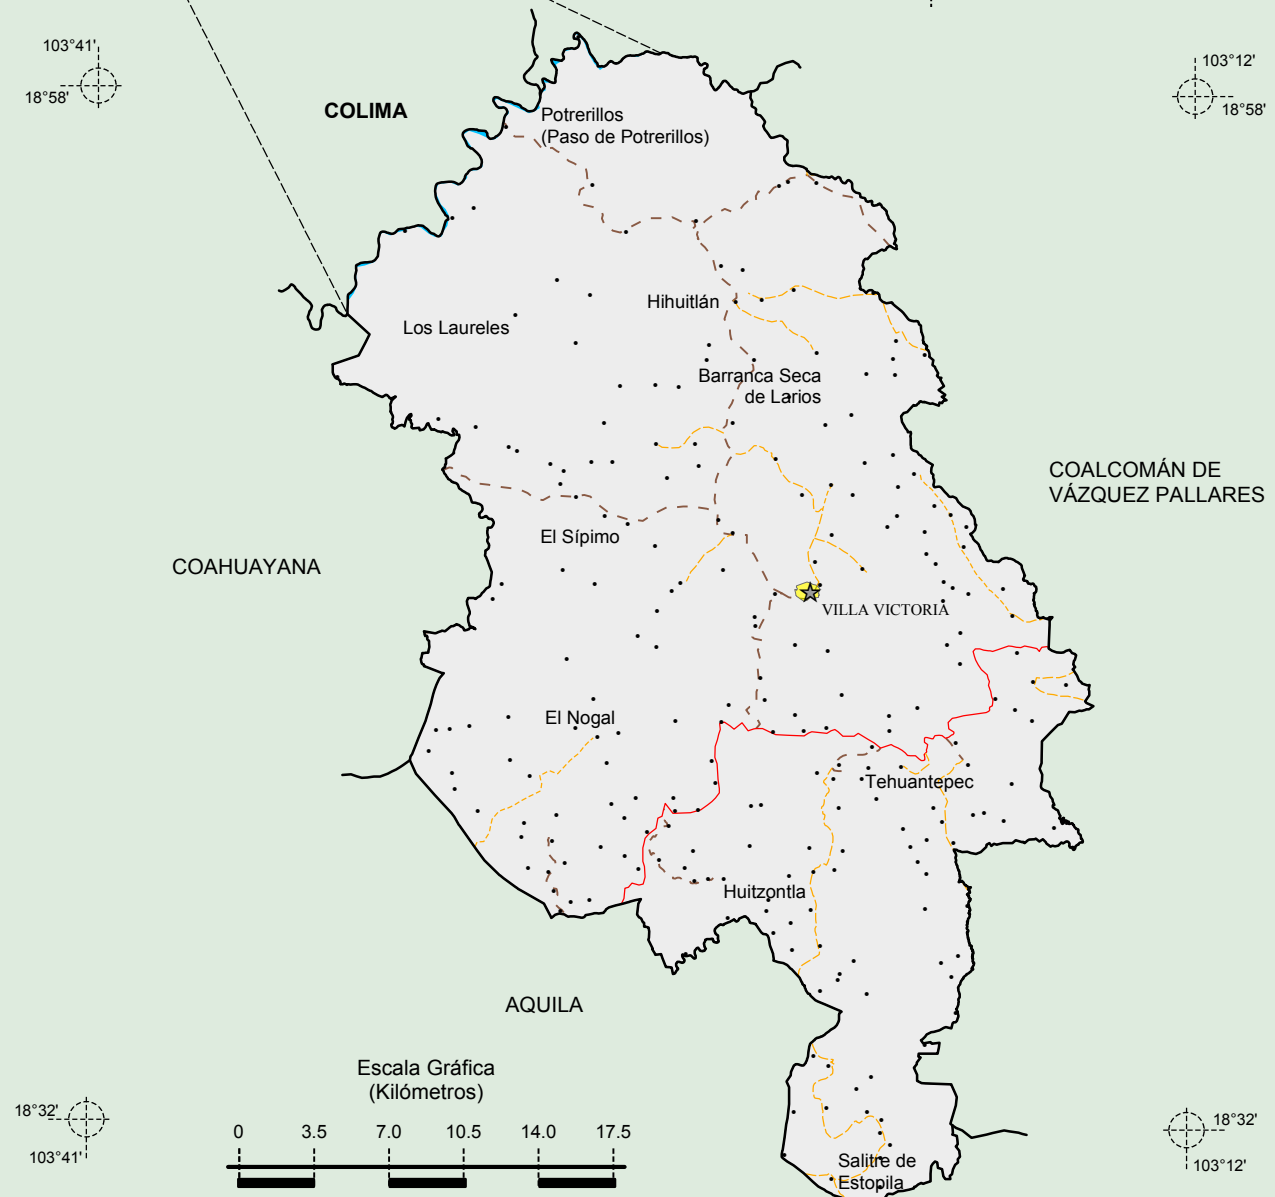 103°41'
18°58'
103°12'
18°58'
COLIMA
Potrerillos
(Paso de Potrerillos)
Hihuitlán
Los Laureles
Barranca Seca
de Larios
COALCOMÁN DE
VÁZQUEZ PALLARES
El Sípimo
COAHUAYANA
VILLA VICTORIA
El Nogal
Tehuantepec
Huitzontla
AQUILA
Escala Gráfica
(Kilómetros)
0 3.5 7.0 10.5 14.0 17.5
18°32'
103°41'
18°32'
103°12'
Salitre de
Estopila